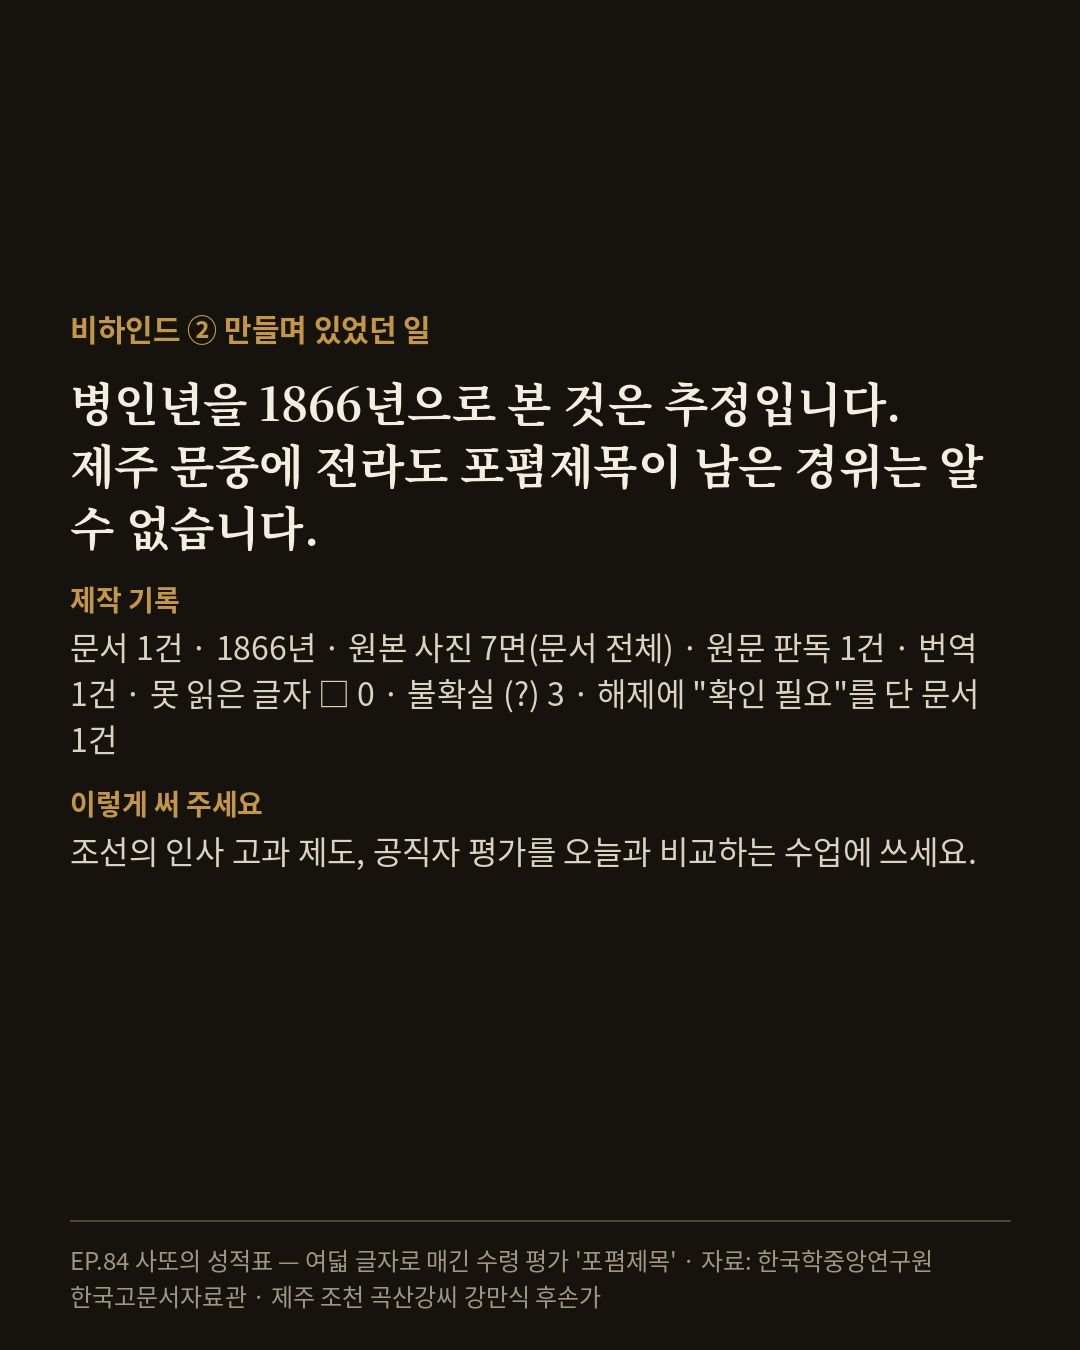 비하인드 ② 만들며 있었던 일
병인년을 1866년으로 본 것은 추정입니다.
제주 문중에 전라도 포폄제목이 남은 경위는 알
수 없습니다.
제작 기록
문서 1건 · 1866년 · 원본 사진 7면(문서 전체) · 원문 판독 1건 · 번역
1건 · 못 읽은 글자 □ 0 · 불확실 (?) 3 · 해제에 "확인 필요"를 단 문서
1건
이렇게 써 주세요
조선의 인사 고과 제도, 공직자 평가를 오늘과 비교하는 수업에 쓰세요.
EP.84 사또의 성적표 — 여덟 글자로 매긴 수령 평가 '포폄제목' · 자료: 한국학중앙연구원
한국고문서자료관 · 제주 조천 곡산강씨 강만식 후손가